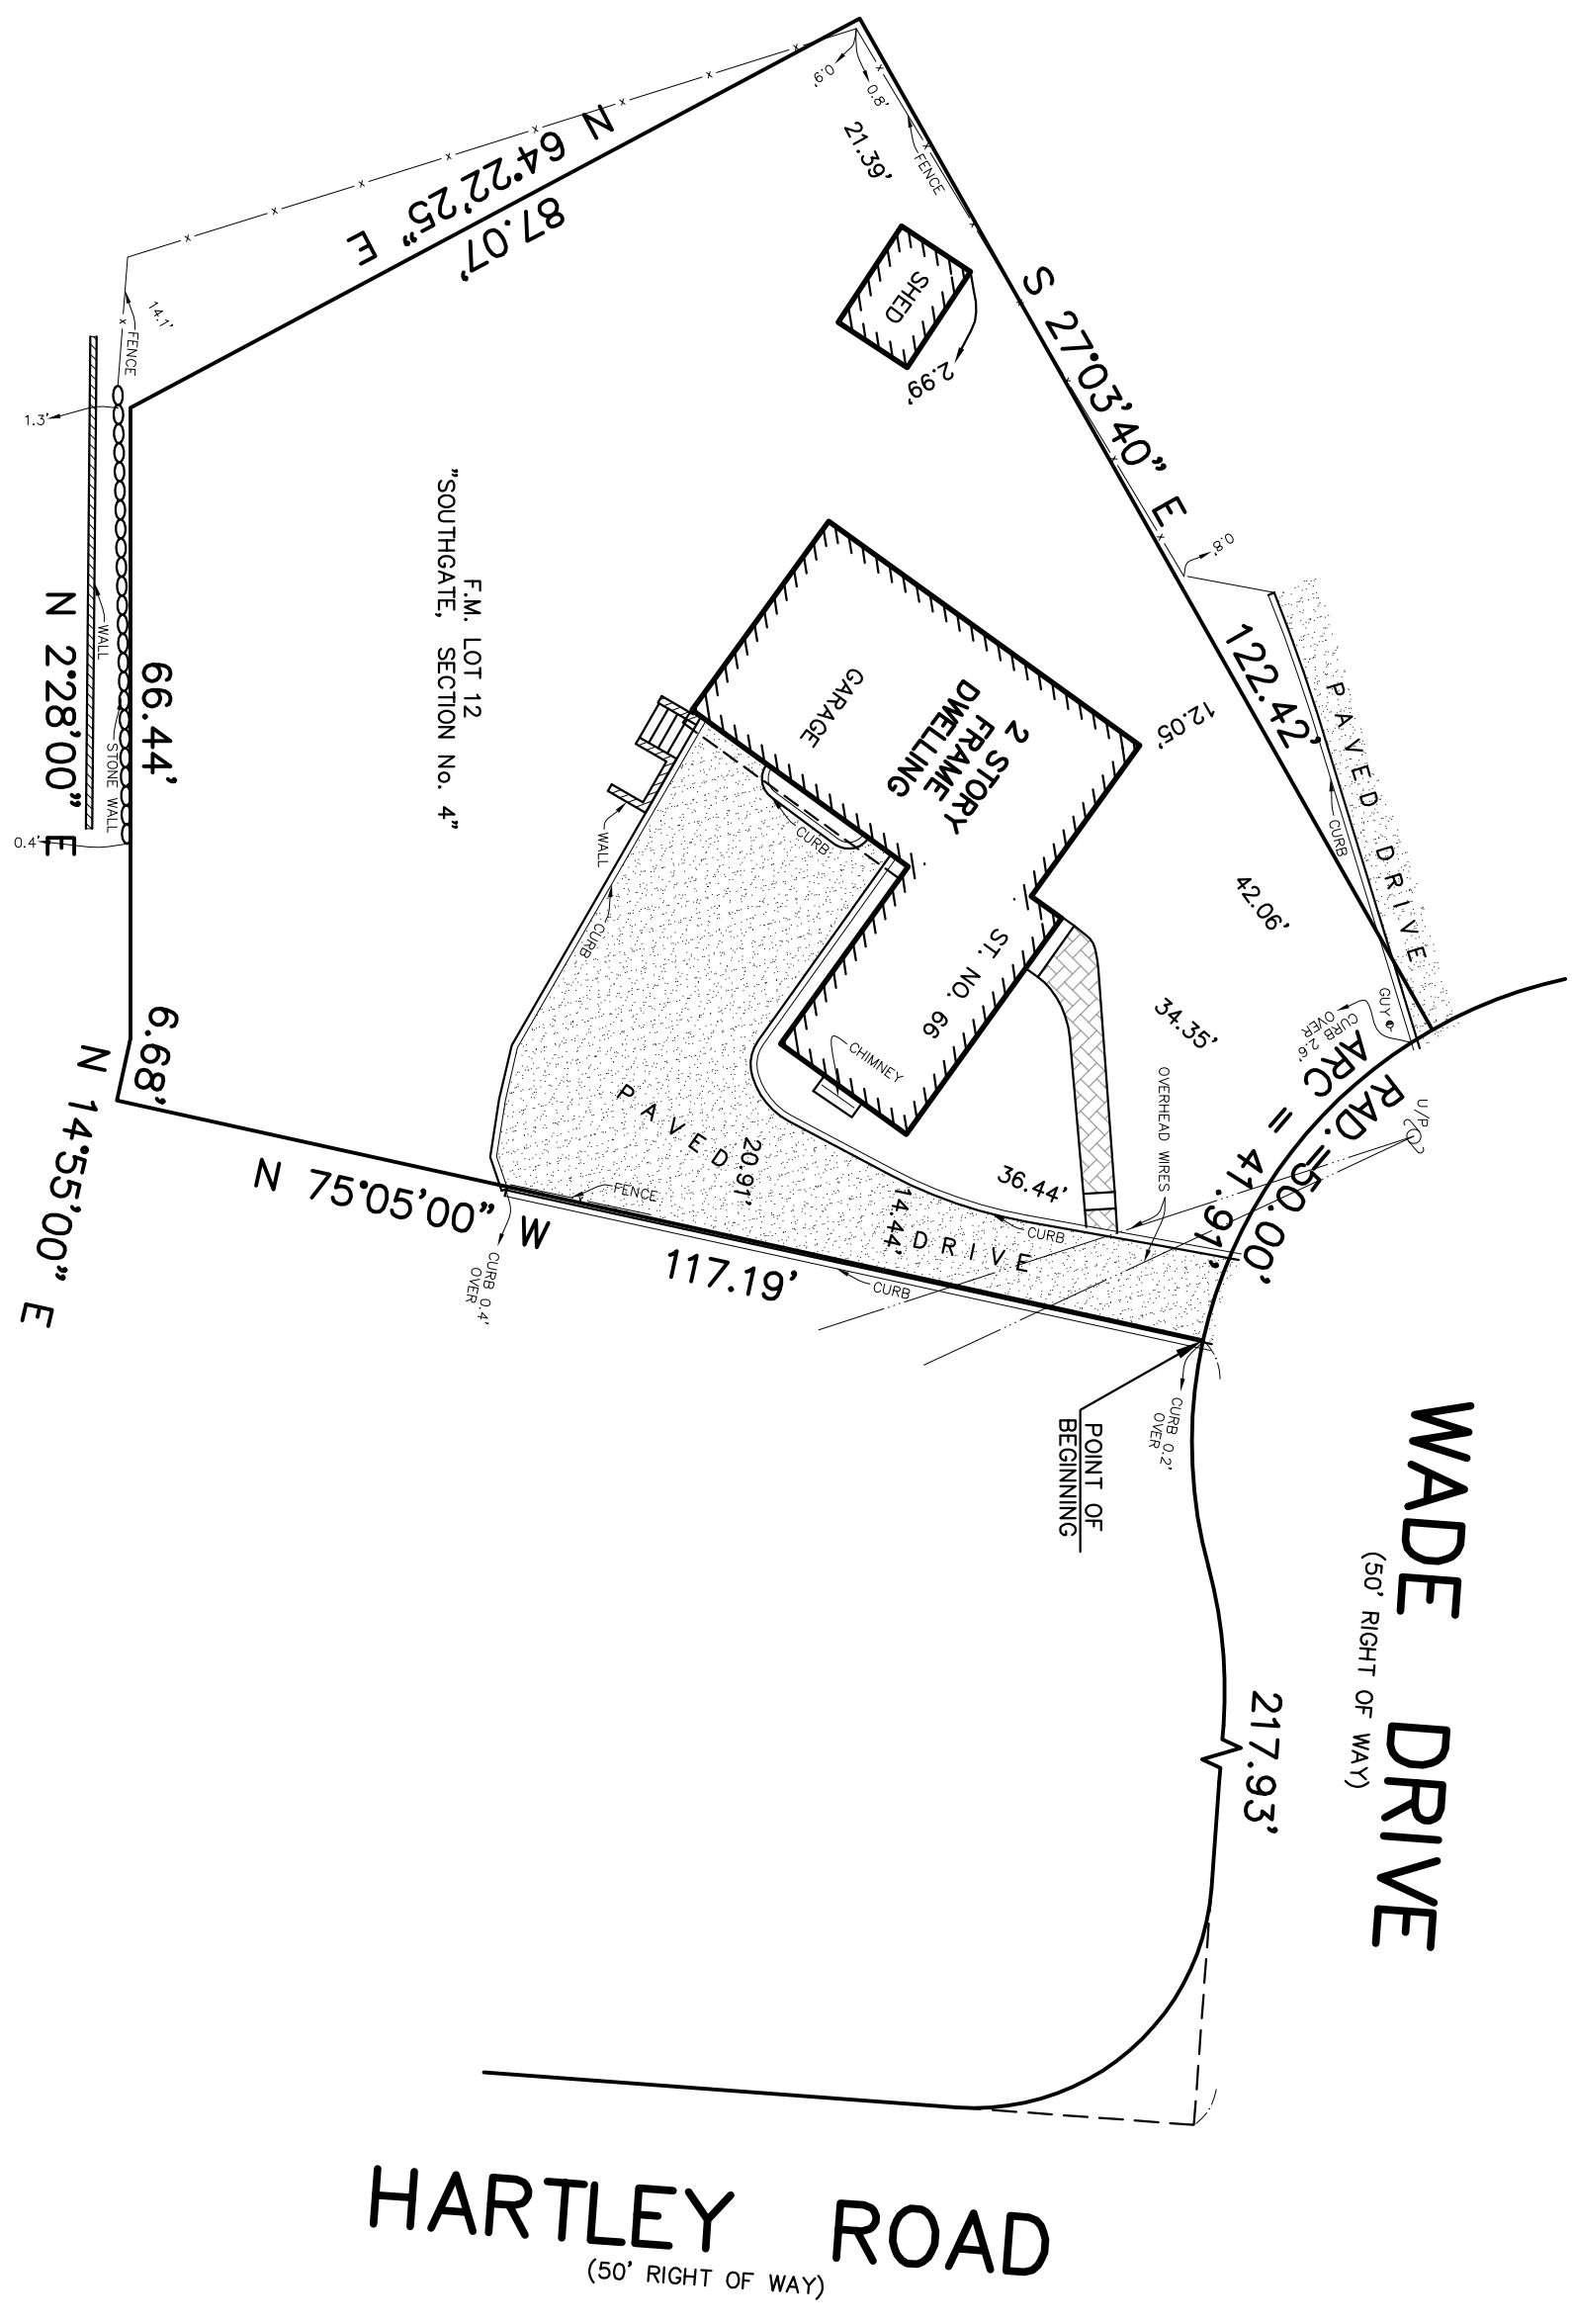 0.9'
0.8'
FENCE
21.39'
N 64°22'25" E
87.07'
14.1'
FENCE
SHED
2.99'
S 27°03'40" E
122.42'
0.8'
PAVED DRIVE
CURB
1.3'
WALL
STONE WALL
66.44'
N 2°28'00" E
0.4'
F.M. LOT 12
"SOUTHGATE, SECTION No. 4"
GARAGE
2 STORY
FRAME
DWELLING
12.05'
42.06'
34.35'
ST. NO. 66
CHIMNEY
CURB
WALL
CURB
GUY
CURB 2.6'
OVER
U/P
RAD.=50.00'
ARC = 41.91'
OVERHEAD WIRES
36.44'
6.68'
N 14°55'00" E
PAVED DRIVE
20.91'
14.44'
CURB
FENCE
N 75°05'00" W
117.19'
CURB 0.4'
OVER
CURB
POINT OF
BEGINNING
CURB 0.2'
OVER
WADE DRIVE
(50' RIGHT OF WAY)
217.93'
HARTLEY ROAD
(50' RIGHT OF WAY)